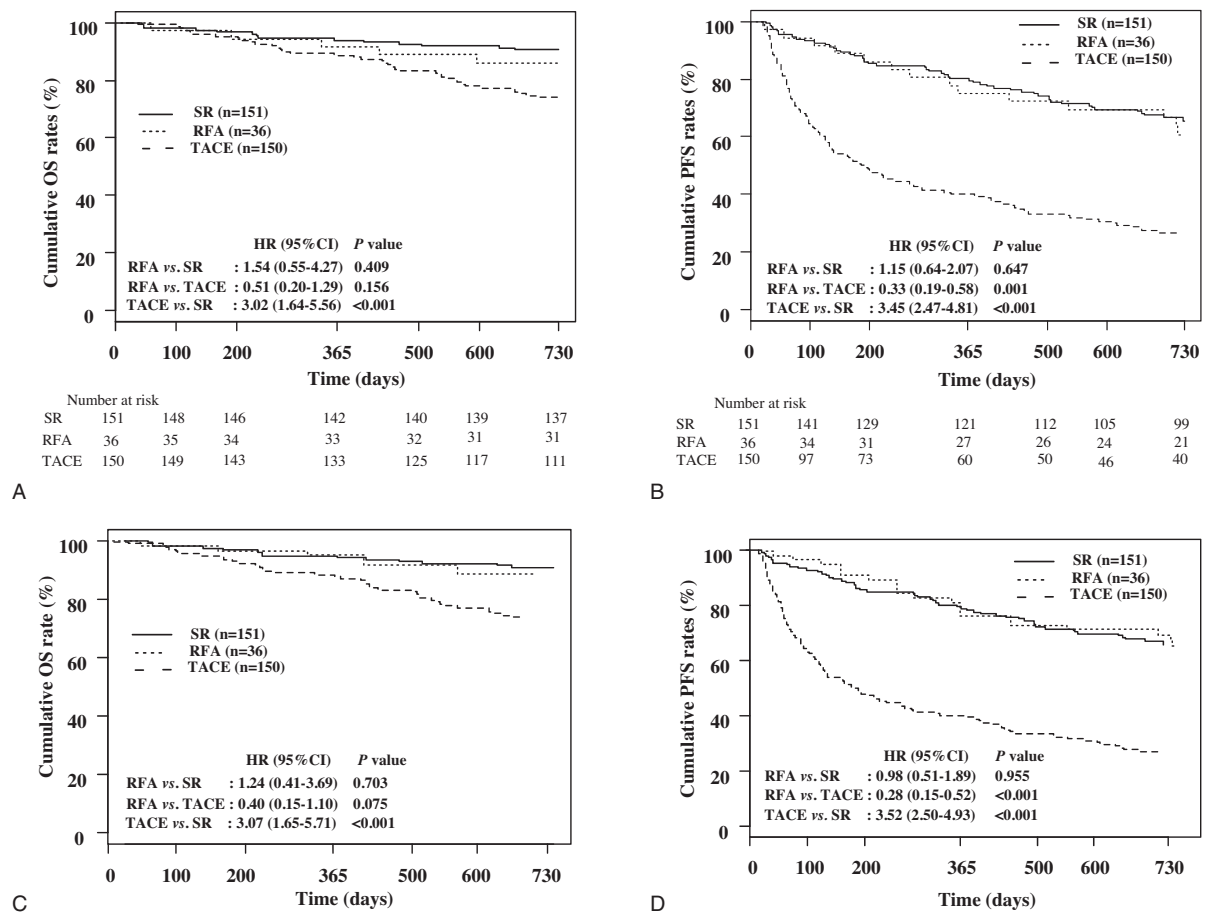 A
Cumulative OS rates (%)
100
80
60
40
20
0
SR (n=151)
RFA (n=36)
TACE (n=150)
HR (95%CI) P value
RFA vs. SR : 1.54 (0.55-4.27) 0.409
RFA vs. TACE : 0.51 (0.20-1.29) 0.156
TACE vs. SR : 3.02 (1.64-5.56) <0.001
0 100 200 365 500 600 730
Time (days)
Number at risk
SR 151 148 146 142 140 139 137
RFA 36 35 34 33 32 31 31
TACE 150 149 143 133 125 117 111
B
Cumulative PFS rates (%)
100
80
60
40
20
0
SR (n=151)
RFA (n=36)
TACE (n=150)
HR (95%CI) P value
RFA vs. SR : 1.15 (0.64-2.07) 0.647
RFA vs. TACE : 0.33 (0.19-0.58) 0.001
TACE vs. SR : 3.45 (2.47-4.81) <0.001
0 100 200 365 500 600 730
Time (days)
Number at risk
SR 151 141 129 121 112 105 99
RFA 36 34 31 27 26 24 21
TACE 150 97 73 60 50 46 40
C
Cumulative OS rate (%)
100
80
60
40
20
0
SR (n=151)
RFA (n=36)
TACE (n=150)
HR (95%CI) P value
RFA vs. SR : 1.24 (0.41-3.69) 0.703
RFA vs. TACE : 0.40 (0.15-1.10) 0.075
TACE vs. SR : 3.07 (1.65-5.71) <0.001
0 100 200 365 500 600 730
Time (days)
D
Cumulative PFS rates (%)
100
80
60
40
20
0
SR (n=151)
RFA (n=36)
TACE (n=150)
HR (95%CI) P value
RFA vs. SR : 0.98 (0.51-1.89) 0.955
RFA vs. TACE : 0.28 (0.15-0.52) <0.001
TACE vs. SR : 3.52 (2.50-4.93) <0.001
0 100 200 365 500 600 730
Time (days)